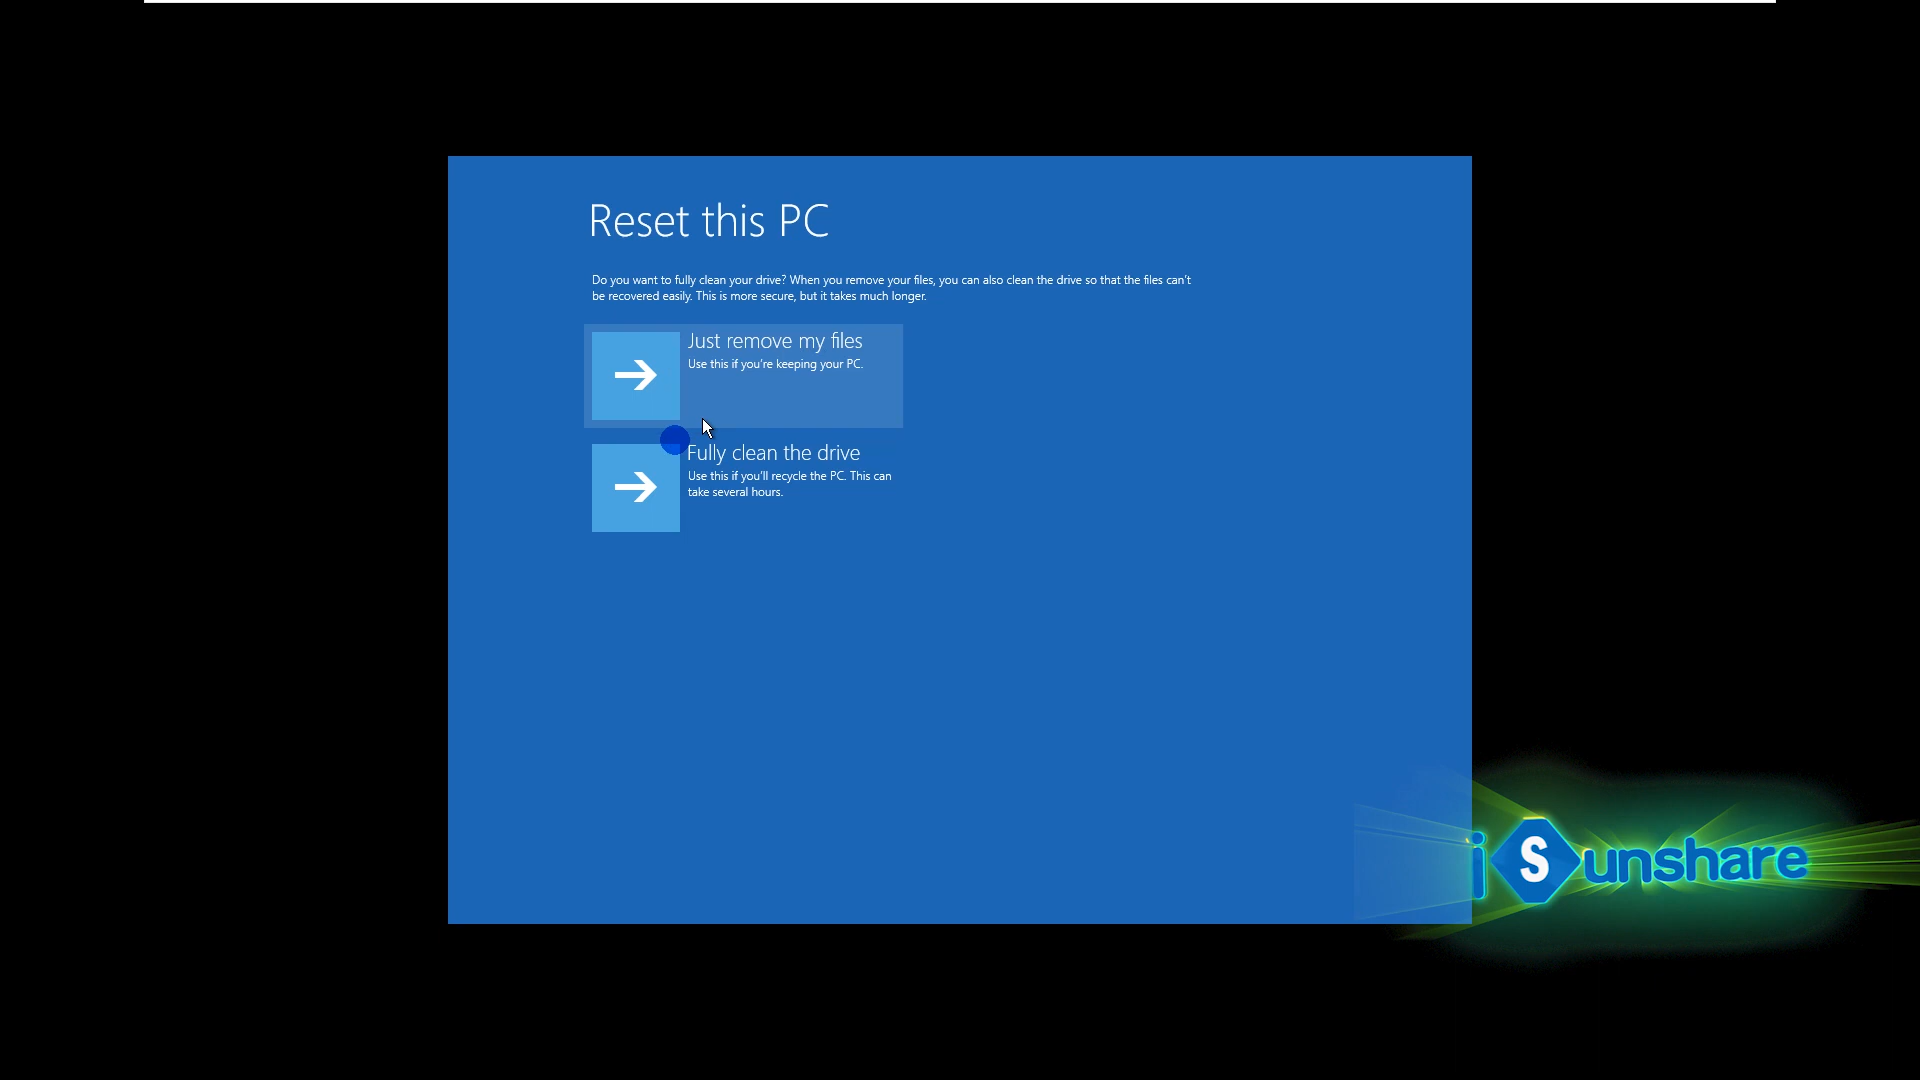 Reset this PC
Do you want to fully clean your drive? When you remove your files, you can also clean the drive so that the files can't
be recovered easily. This is more secure, but it takes much longer.
Just remove my files
Use this if you're keeping your PC.
Fully clean the drive
Use this if you'll recycle the PC. This can
take several hours.
iSunshare